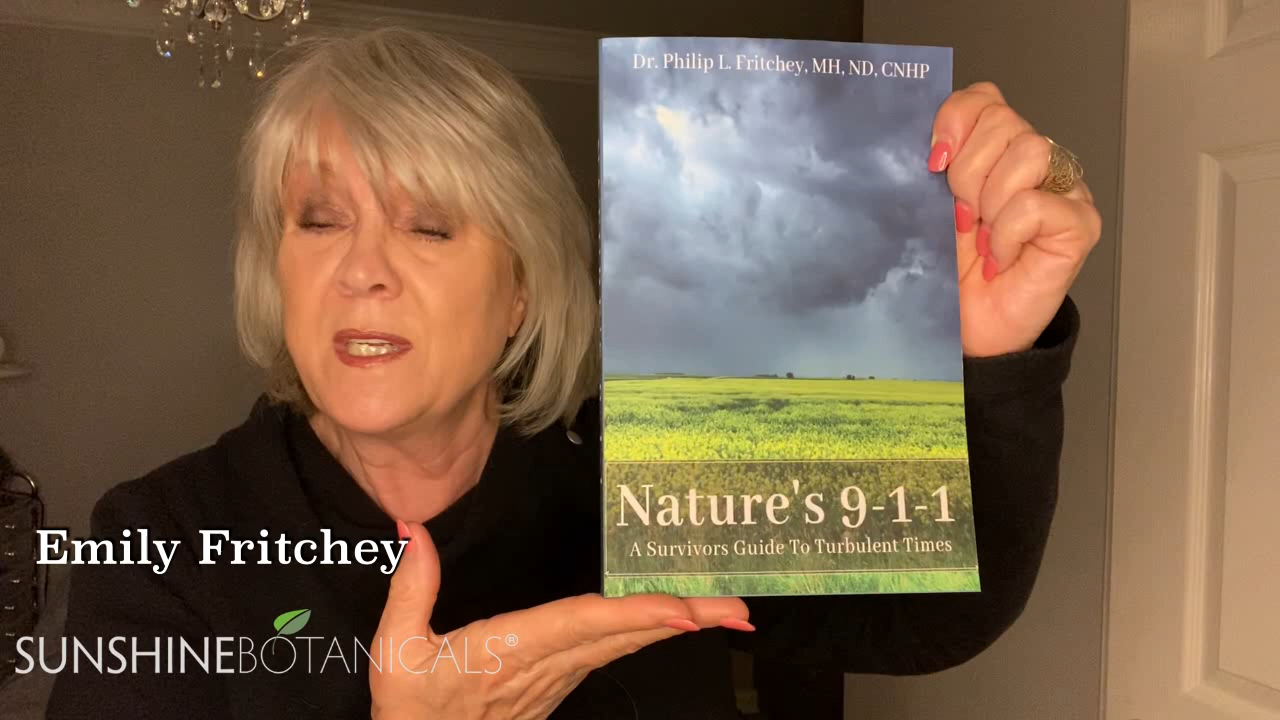 Dr. Philip L. Fritchey, MH, ND, CNHP
Nature's 9-1-1
A Survivors Guide To Turbulent Times
Emily Fritchey
SUNSHINEBOTANICALS®